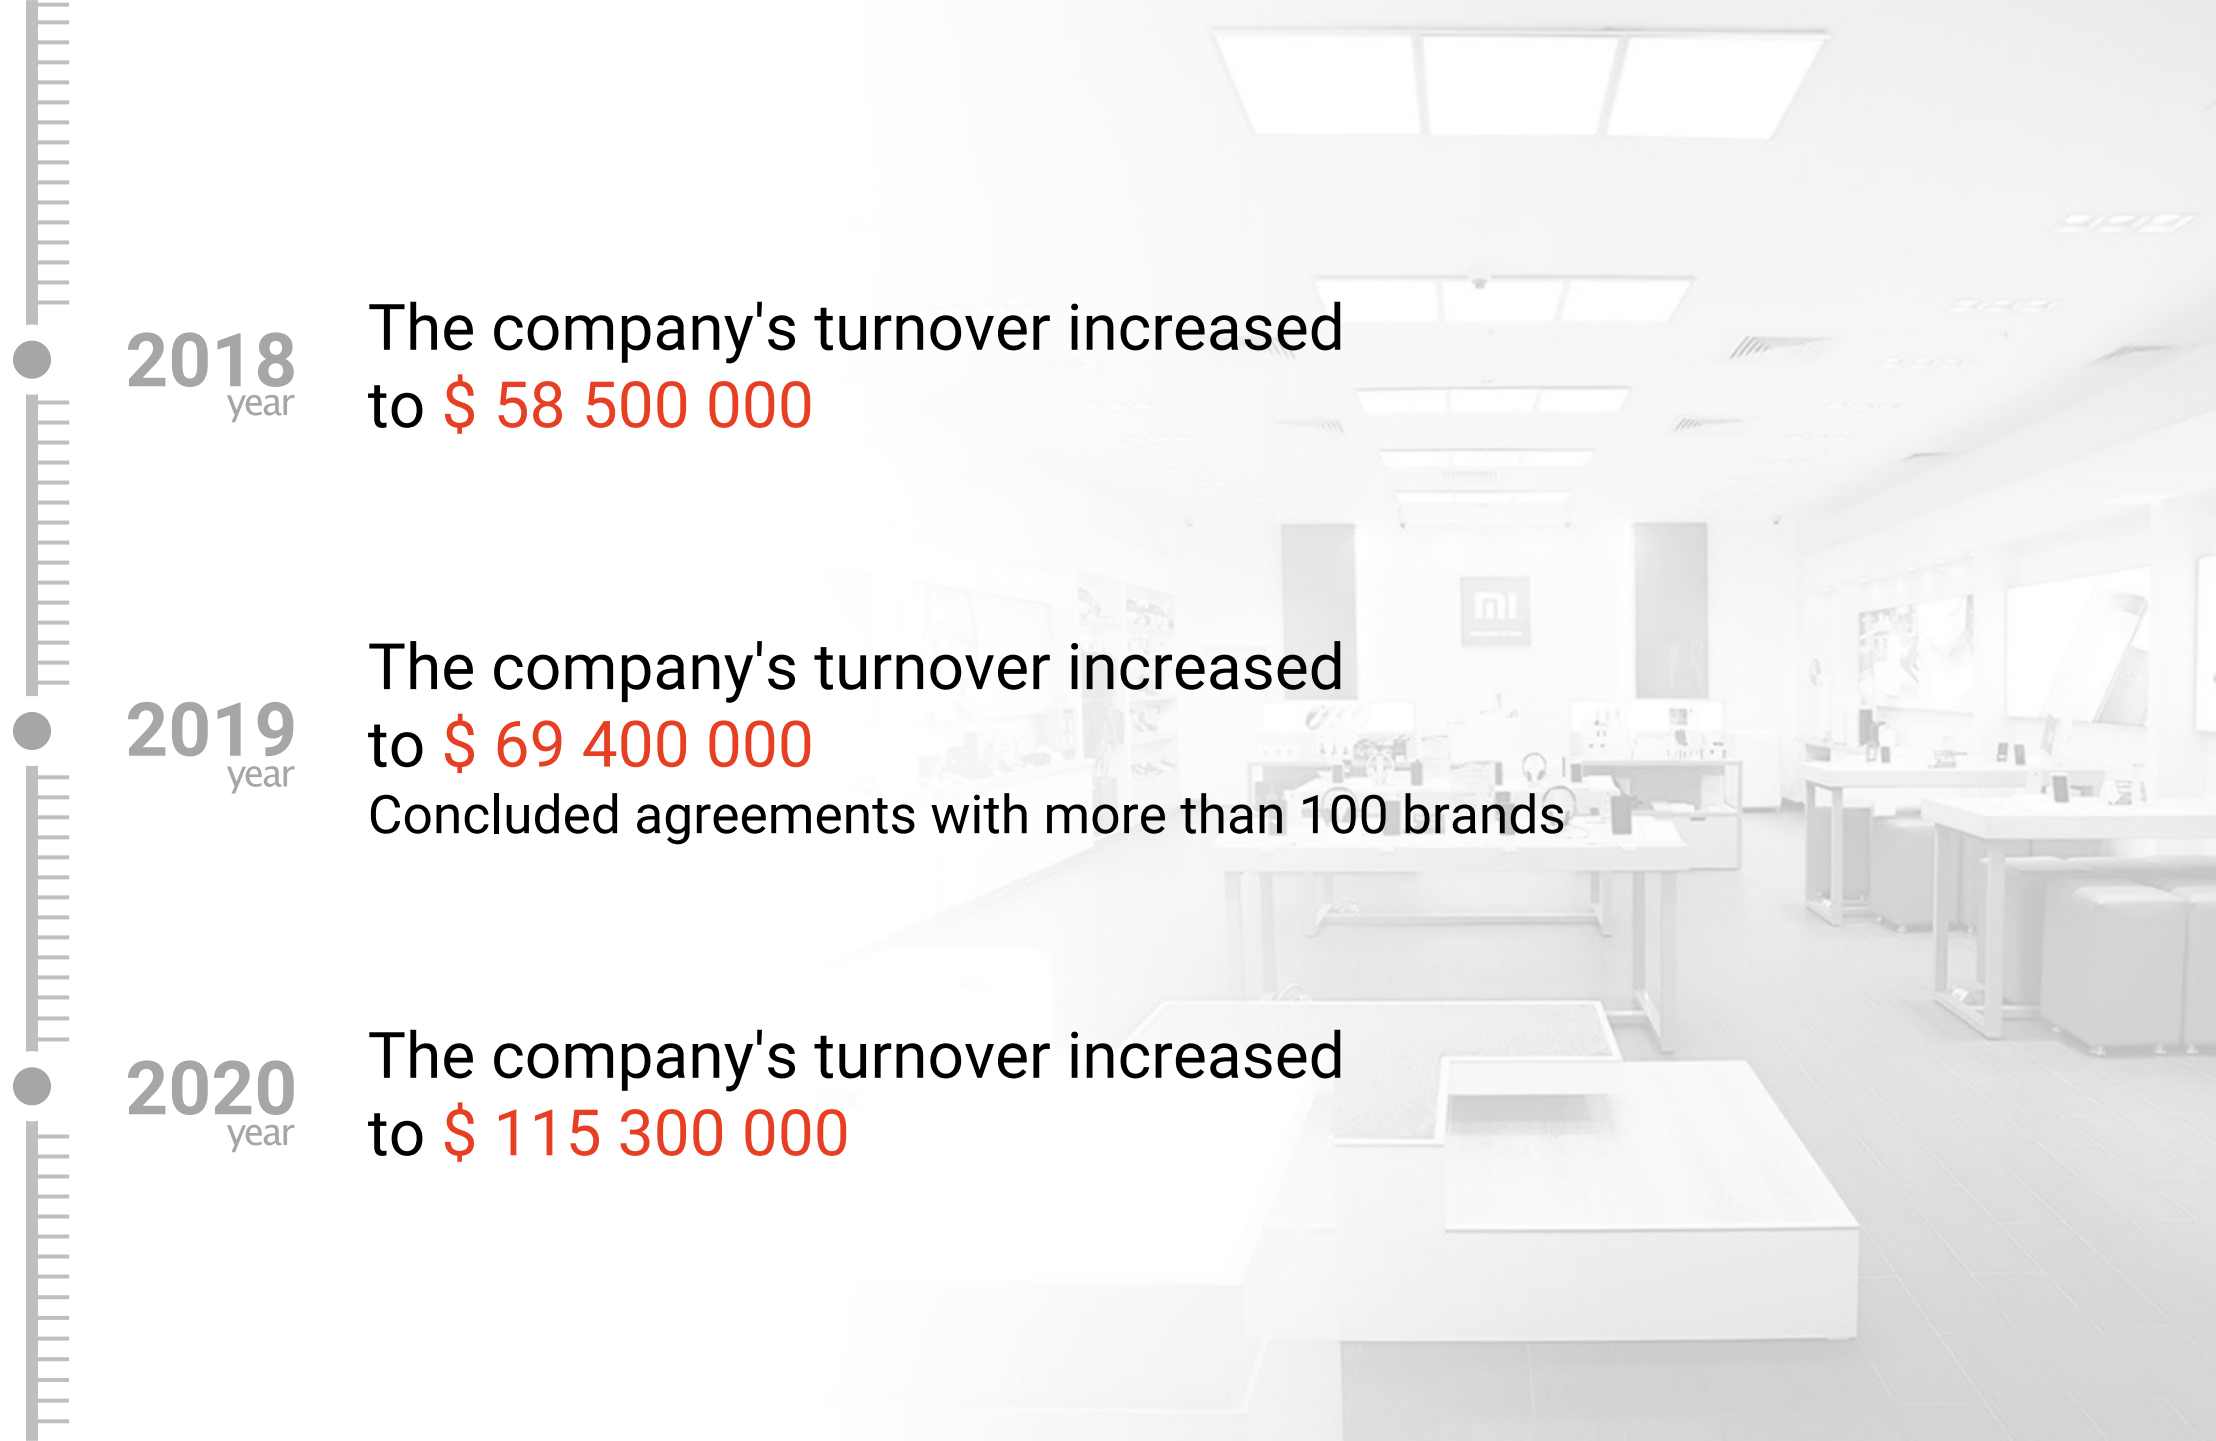 2018
year
The company's turnover increased
to $ 58 500 000
mi
2019
year
The company's turnover increased
to $ 69 400 000
Concluded agreements with more than 100 brands
2020
year
The company's turnover increased
to $ 115 300 000